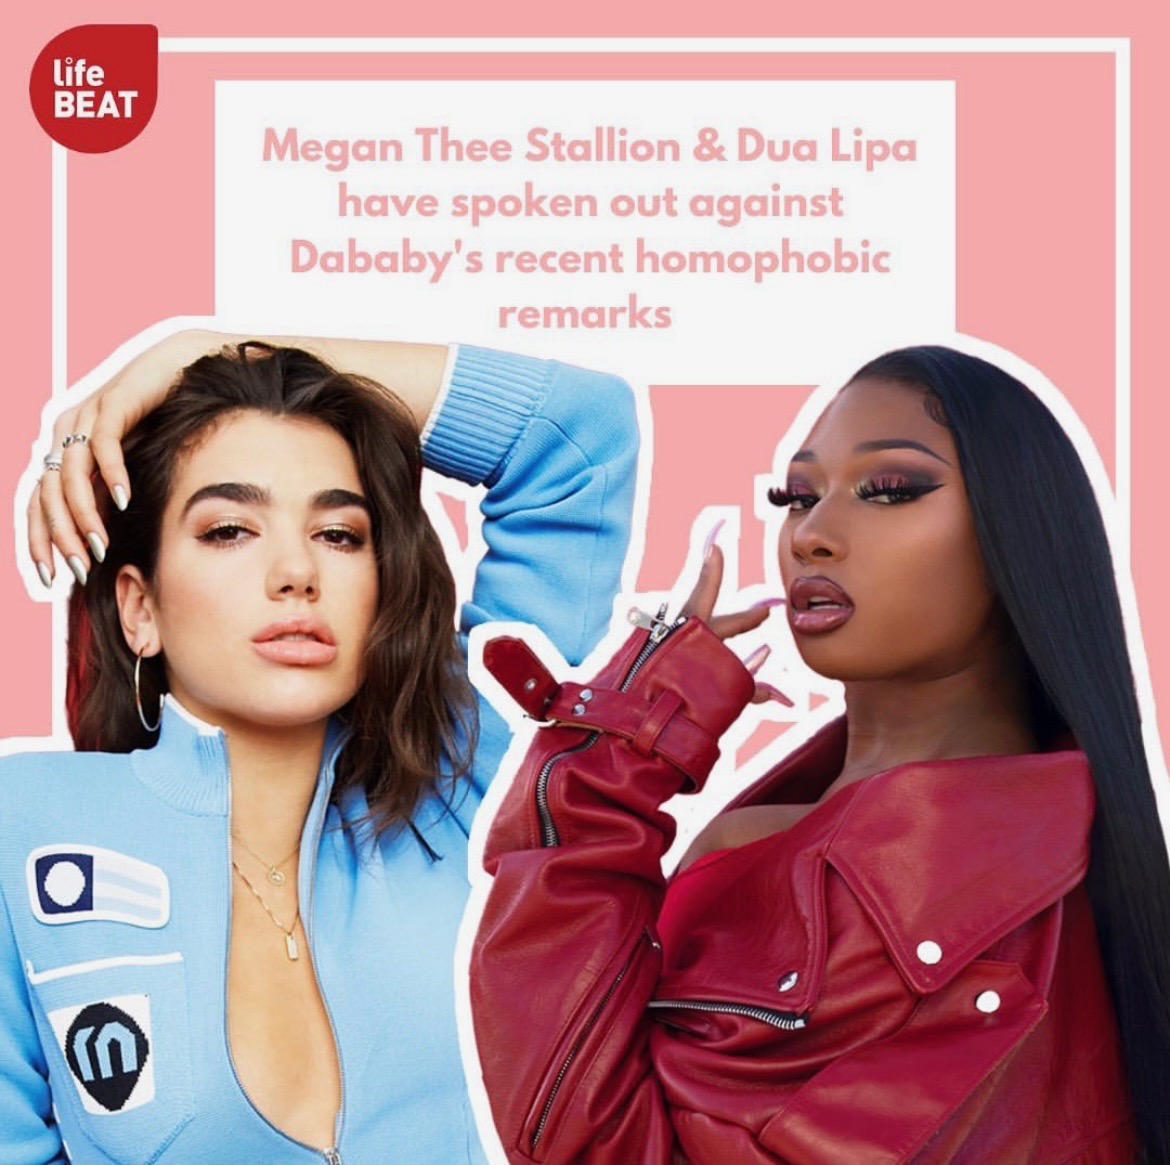 life
BEAT
Megan Thee Stallion & Dua Lipa
have spoken out against
Dababy's recent homophobic
remarks